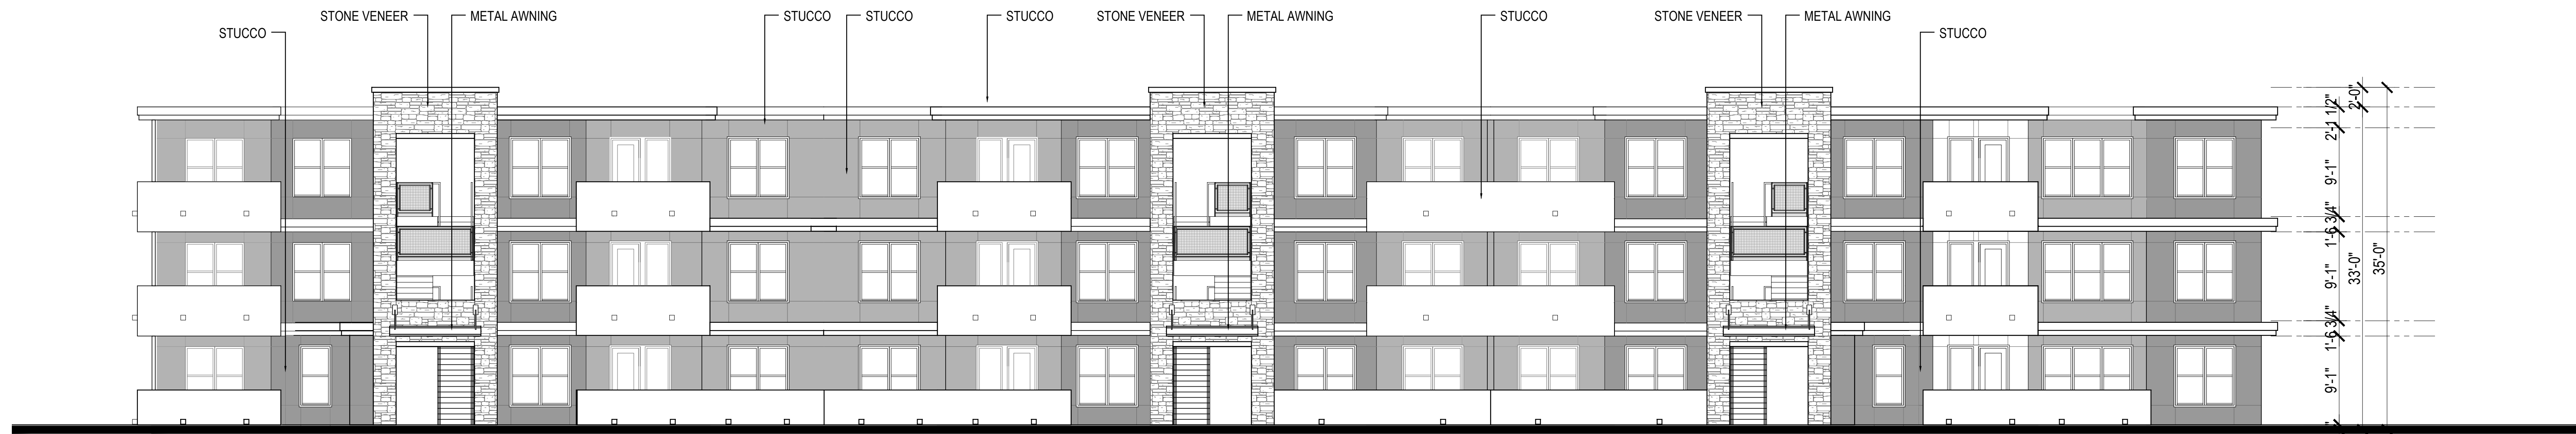 STONE VENEER
METAL AWNING
STUCCO
STUCCO
STUCCO
STONE VENEER
METAL AWNING
STUCCO
STONE VENEER
METAL AWNING
STUCCO
STUCCO
2'-0"
2'-1 1/2"
9'-1"
1'-6 3/4"
9'-1"
1'-6 3/4"
9'-1"
33'-0"
35'-0"